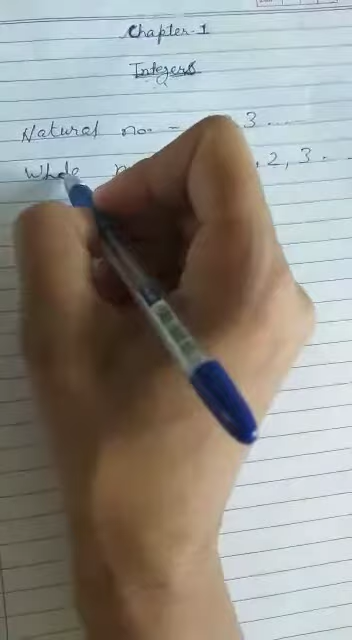 Chapter-1
Integers
Natural no. - 3 ...
Whole n , 2, 3 . . .